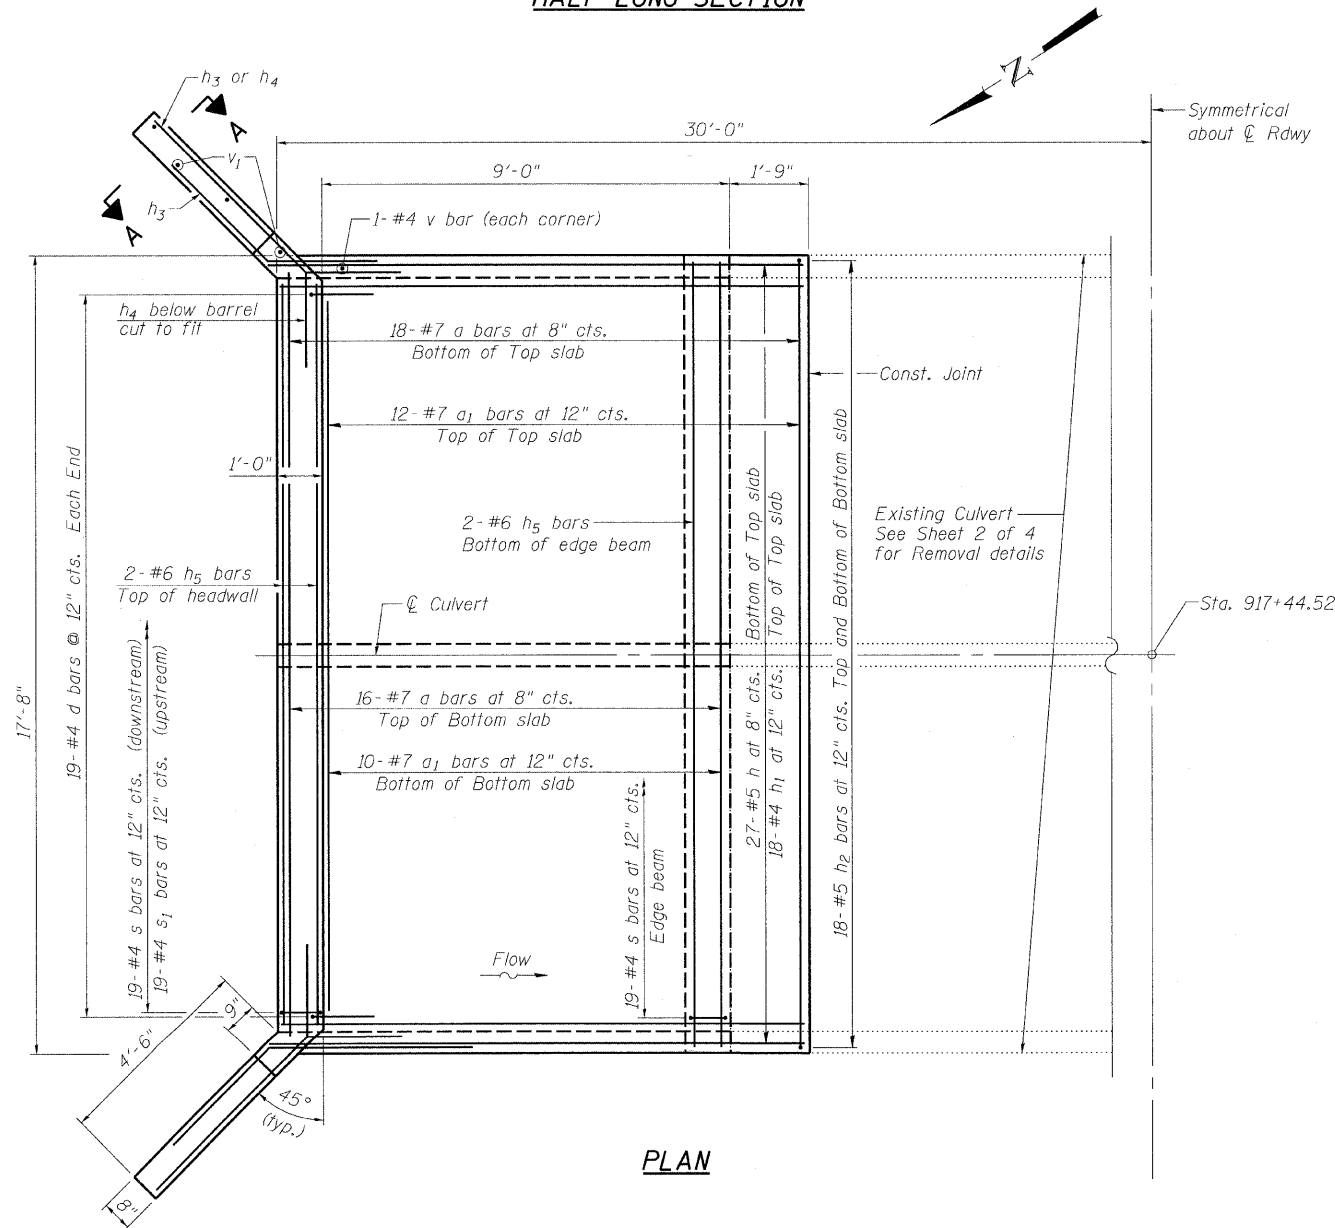 HALF LONG SECTION
N
h3 or h4
A
Symmetrical
about ℄ Rdwy
30'-0"
v1
9'-0"
1'-9"
h3
A
1-#4 v bar (each corner)
h4 below barrel
cut to fit
18-#7 a bars at 8" cts.
Bottom of Top slab
Const. Joint
12-#7 a1 bars at 12" cts.
Top of Top slab
1'-0"
2-#6 h5 bars
Bottom of edge beam
Existing Culvert
See Sheet 2 of 4
for Removal details
2-#6 h5 bars
Top of headwall
℄ Culvert
Sta. 917+44.52
17'-8"
19-#4 d bars @ 12" cts. Each End
19-#4 s bars at 12" cts. (downstream)
19-#4 s1 bars at 12" cts. (upstream)
16-#7 a bars at 8" cts.
Top of Bottom slab
10-#7 a1 bars at 12" cts.
Bottom of Bottom slab
19-#4 s bars at 12" cts.
Edge beam
27-#5 h at 8" cts. Bottom of Top slab
18-#4 h1 at 12" cts. Top of Top slab
18-#5 h2 bars at 12" cts. Top and Bottom of Bottom slab
Flow
9"
4'-6"
45°
(typ.)
8"
PLAN